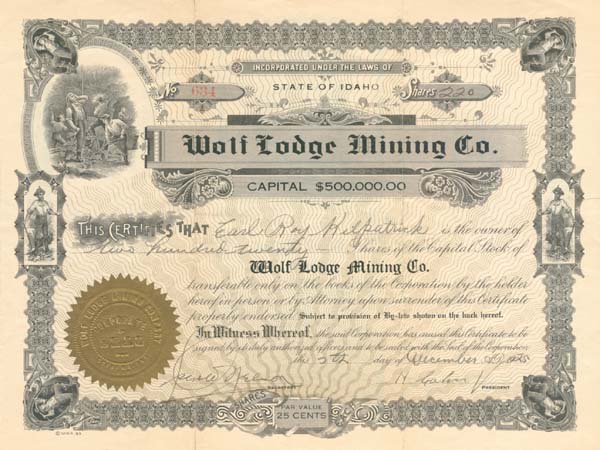 INCORPORATED UNDER THE LAWS OF
No 634 STATE OF IDAHO Shares 220
Wolf Lodge Mining Co.
CAPITAL $500,000.00
THIS CERTIFIES THAT Earl Roy Kilpatrick is the owner of
two hundred twenty Shares of the Capital Stock of
Wolf Lodge Mining Co.
transferable only on the books of the Corporation by the holder
hereof in person or by Attorney upon surrender of this Certificate
properly endorsed. Subject to provision of By-laws shown on the back hereof.
In Witness Whereof, the said Corporation has caused this Certificate to be
signed by its duly authorized officers and to be sealed with the Seal of the Corporation
this 5th day of December A.D. 1925
SECRETARY PRESIDENT
SHARES
PAR VALUE
25 CENTS